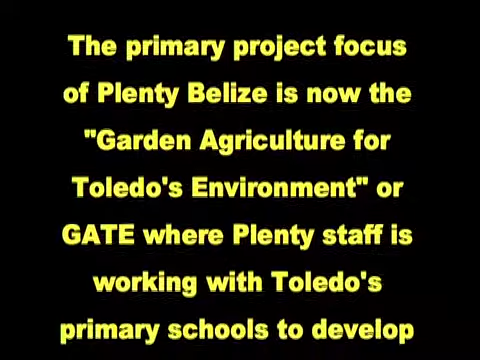 The primary project focus
of Plenty Belize is now the
"Garden Agriculture for
Toledo's Environment" or
GATE where Plenty staff is
working with Toledo's
primary schools to develop